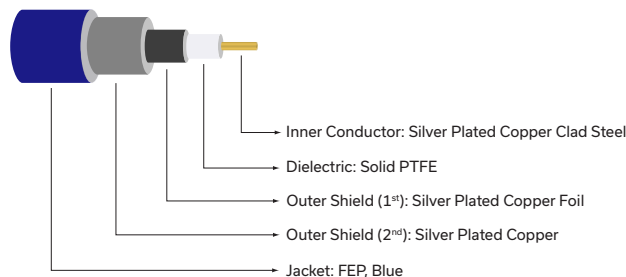 Inner Conductor: Silver Plated Copper Clad Steel
Dielectric: Solid PTFE
Outer Shield (1st): Silver Plated Copper Foil
Outer Shield (2nd): Silver Plated Copper
Jacket: FEP, Blue